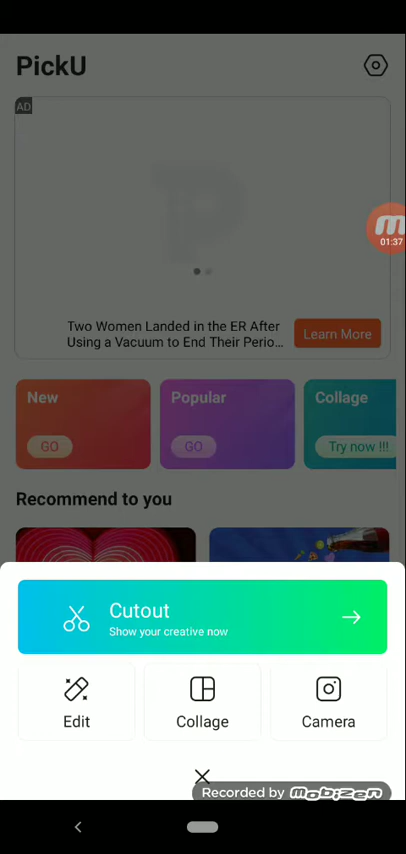 PickU
AD
01:37
Two Women Landed in the ER After
Using a Vacuum to End Their Perio...
Learn More
New
Popular
Collage
GO
GO
Try now !!!
Recommend to you
Cutout
Show your creative now
Edit
Collage
Camera
Recorded by mobizen